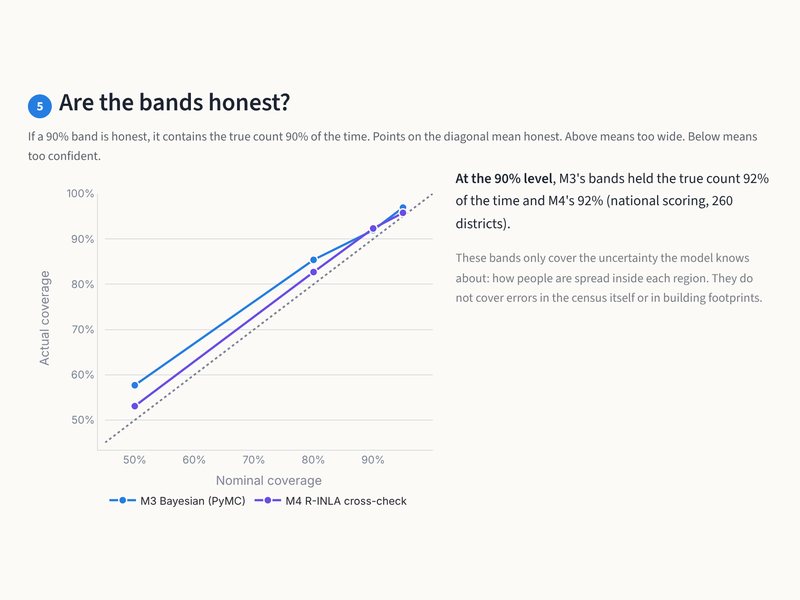 5 Are the bands honest?
If a 90% band is honest, it contains the true count 90% of the time. Points on the diagonal mean honest. Above means too wide. Below means
too confident.
At the 90% level, M3's bands held the true count 92%
of the time and M4's 92% (national scoring, 260
districts).
These bands only cover the uncertainty the model knows
about: how people are spread inside each region. They do
not cover errors in the census itself or in building footprints.
Actual coverage
100%
90%
80%
70%
60%
50%
50% 60% 70% 80% 90%
Nominal coverage
M3 Bayesian (PyMC) M4 R-INLA cross-check